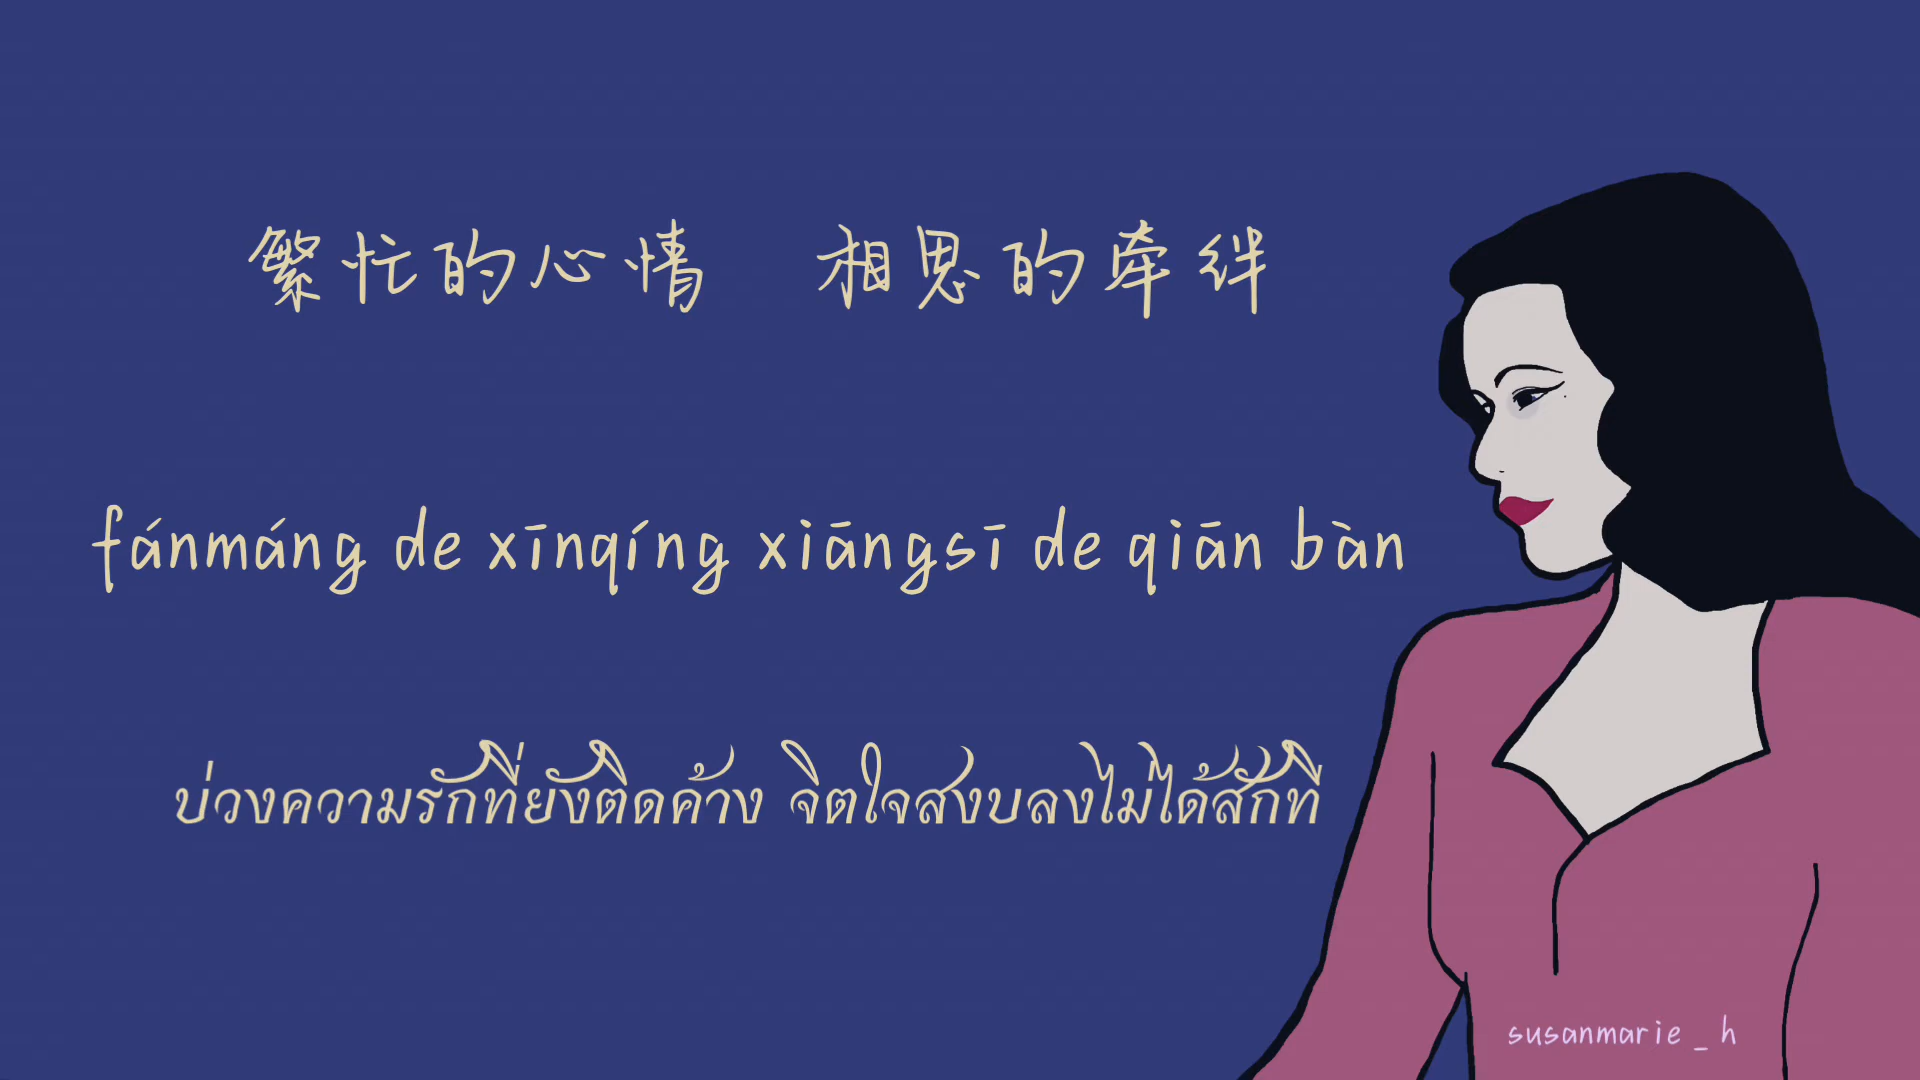 繁忙的心情 相思的牵绊
fánmáng de xīnqíng xiāngsī de qiān bàn
บ่วงความรักที่ยังติดค้าง จิตใจสงบลงไม่ได้สักที
susanmarie _ h